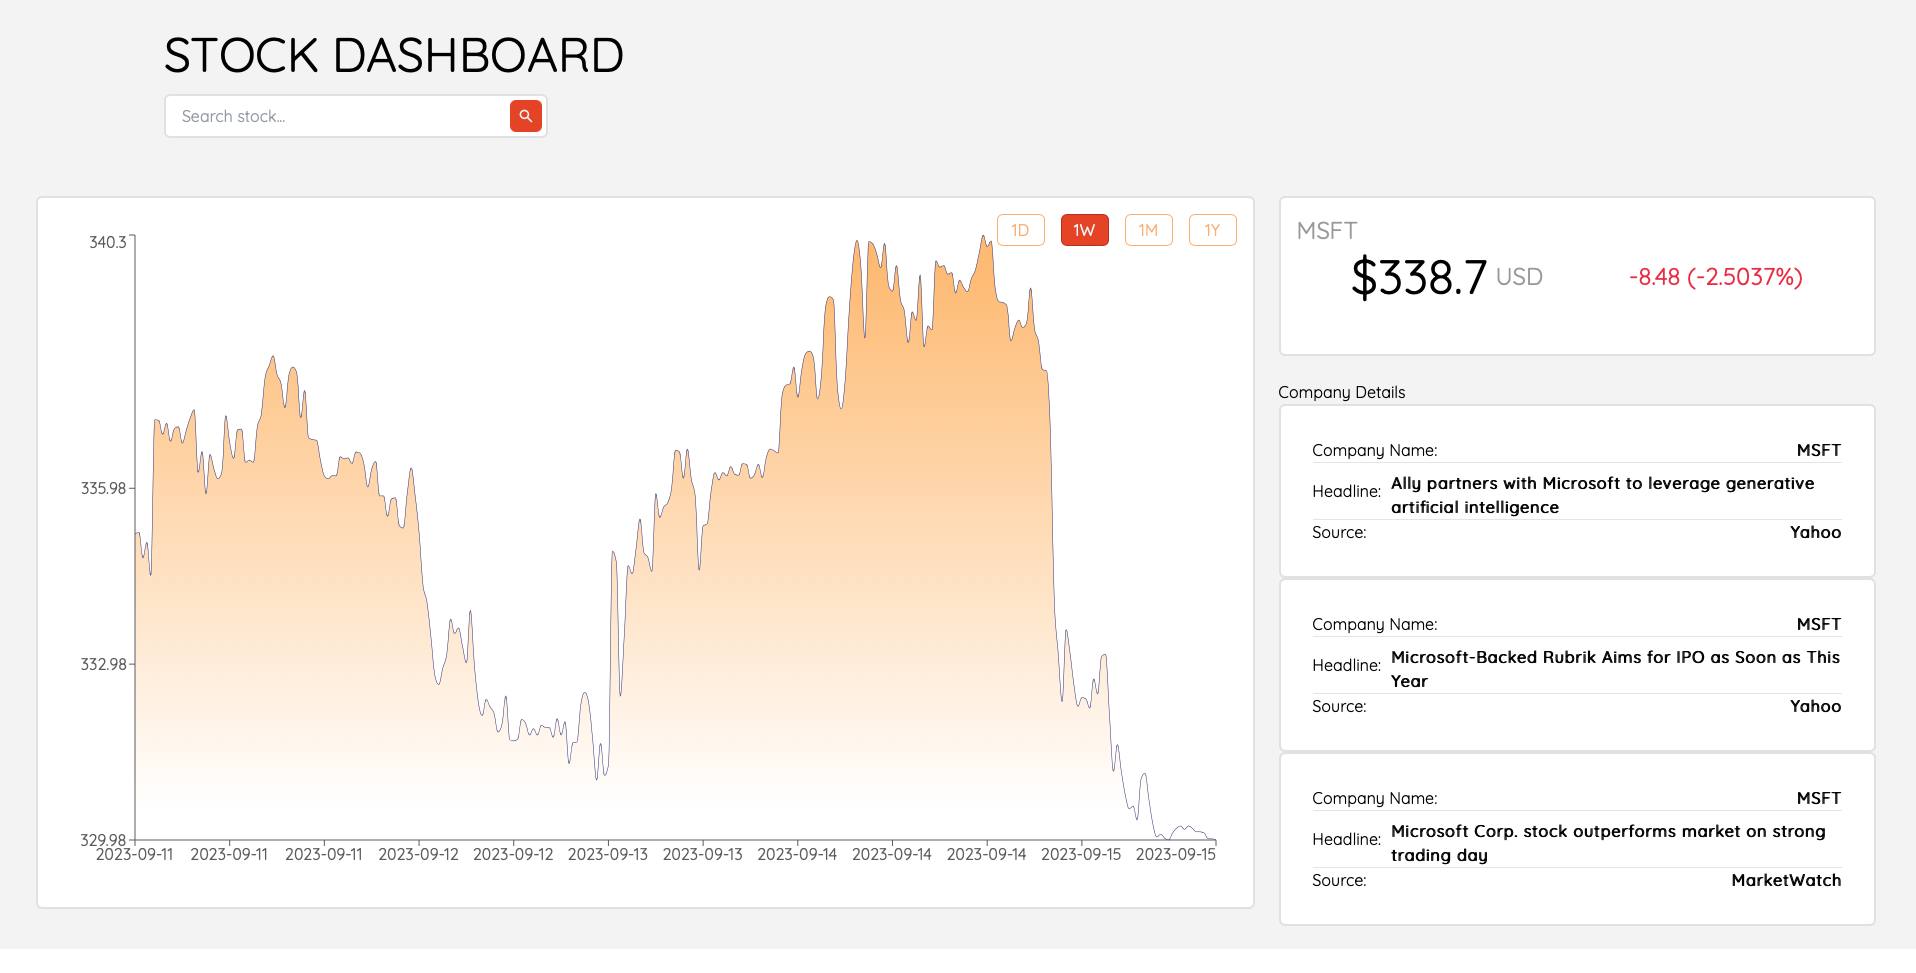 STOCK DASHBOARD
Search stock...
1D
1W
1M
1Y
340.3
335.98
332.98
329.98
2023-09-11
2023-09-11
2023-09-11
2023-09-12
2023-09-12
2023-09-13
2023-09-13
2023-09-14
2023-09-14
2023-09-14
2023-09-15
2023-09-15
MSFT
$338.7 USD -8.48 (-2.5037%)
Company Details
Company Name: MSFT
Headline: Ally partners with Microsoft to leverage generative
artificial intelligence
Source: Yahoo
Company Name: MSFT
Headline: Microsoft-Backed Rubrik Aims for IPO as Soon as This
Year
Source: Yahoo
Company Name: MSFT
Headline: Microsoft Corp. stock outperforms market on strong
trading day
Source: MarketWatch